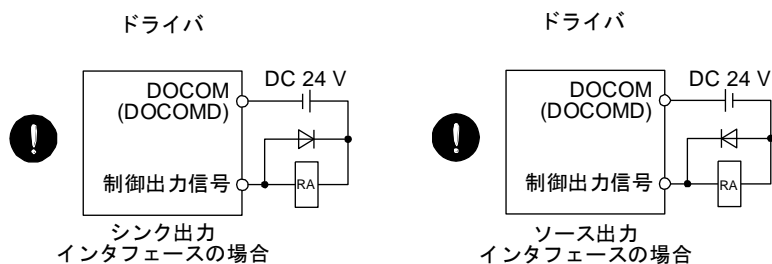 ドライバ
DOCOM
(DOCOMD)
DC 24 V
制御出力信号
RA
シンク出力
インタフェースの場合
ドライバ
DOCOM
(DOCOMD)
DC 24 V
制御出力信号
RA
ソース出力
インタフェースの場合